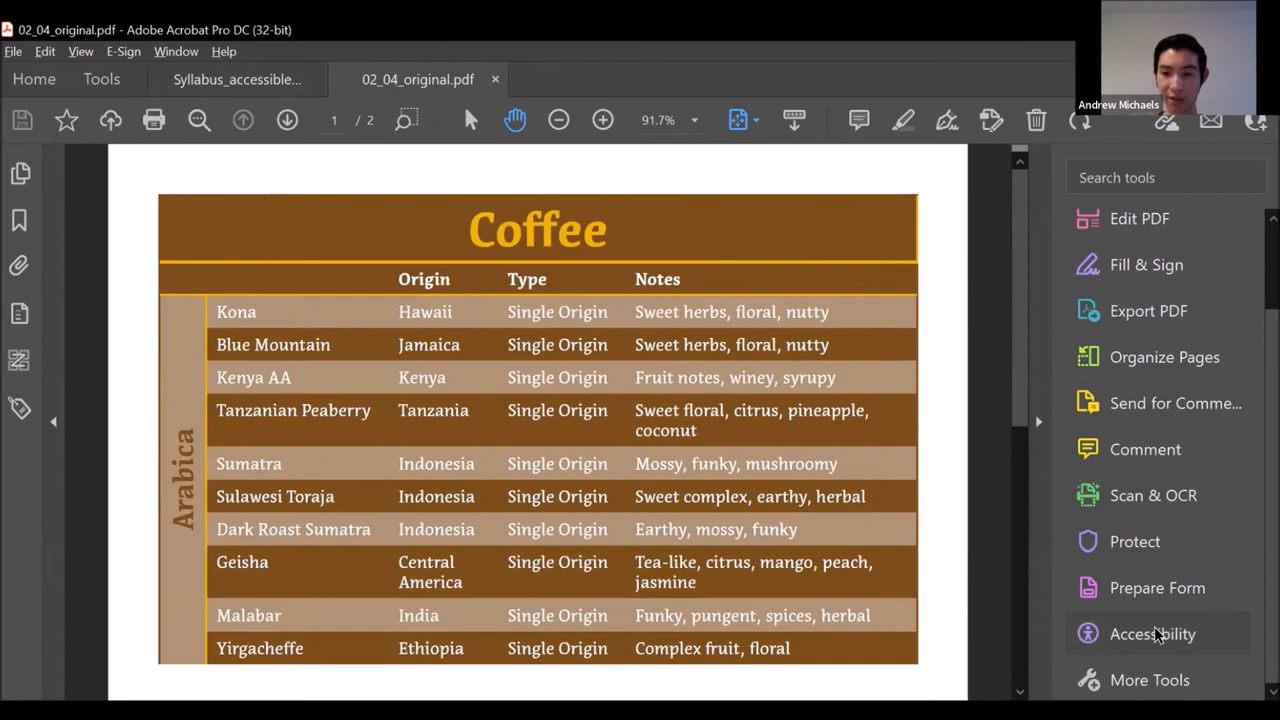 02_04_original.pdf - Adobe Acrobat Pro DC (32-bit)
File Edit View E-Sign Window Help
Home Tools Syllabus_accessible... 02_04_original.pdf ×
Andrew Michaels
1 / 2 91.7%
Search tools
Edit PDF
Fill & Sign
Export PDF
Organize Pages
Send for Comme...
Comment
Scan & OCR
Protect
Prepare Form
Accessibility
More Tools
Coffee
Origin Type Notes
Arabica
Kona Hawaii Single Origin Sweet herbs, floral, nutty
Blue Mountain Jamaica Single Origin Sweet herbs, floral, nutty
Kenya AA Kenya Single Origin Fruit notes, winey, syrupy
Tanzanian Peaberry Tanzania Single Origin Sweet floral, citrus, pineapple,
coconut
Sumatra Indonesia Single Origin Mossy, funky, mushroomy
Sulawesi Toraja Indonesia Single Origin Sweet complex, earthy, herbal
Dark Roast Sumatra Indonesia Single Origin Earthy, mossy, funky
Geisha Central Single Origin Tea-like, citrus, mango, peach,
America jasmine
Malabar India Single Origin Funky, pungent, spices, herbal
Yirgacheffe Ethiopia Single Origin Complex fruit, floral